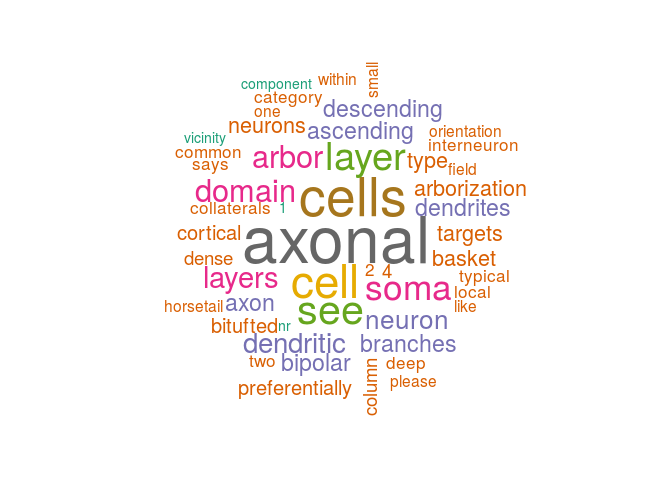 small
within
component
category
descending
one
neurons
ascending
orientation
vicinity
interneuron
common
arbor
layer
type
says
field
domain
cells
arborization
collaterals
1
dendrites
cortical
axonal
targets
dense
basket
layers
cell
2
4
typical
soma
local
horsetail
axon
see
like
bitufted
nr
neuron
dendritic
branches
two
bipolar
deep
preferentially
column
please